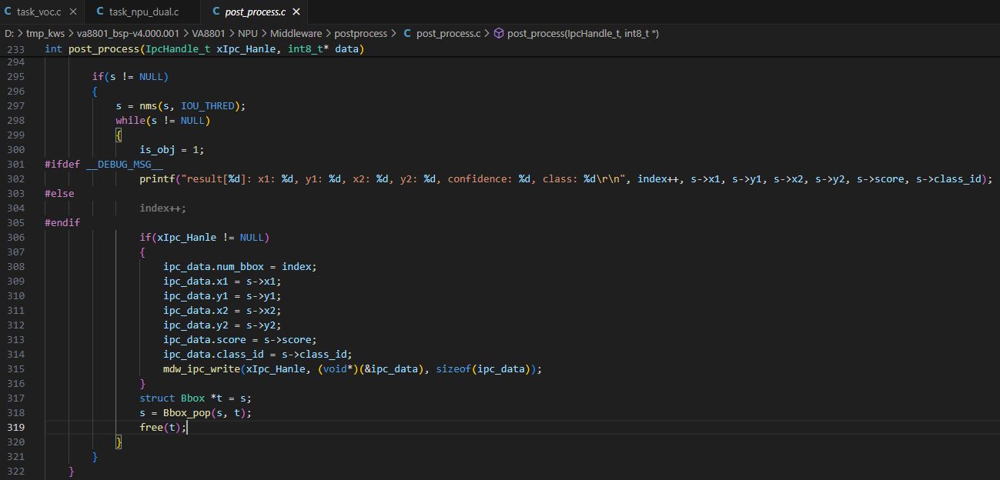 task_voc.c
task_npu_dual.c
post_process.c
D: > tmp_kws > va8801_bsp-v4.000.001 > VA8801 > NPU > Middleware > postprocess > C post_process.c > post_process(IpcHandle_t, int8_t *)
233 int post_process(IpcHandle_t xIpc_Hanle, int8_t* data)
294
295 if(s != NULL)
296 {
297 s = nms(s, IOU_THRED);
298 while(s != NULL)
299 {
300 is_obj = 1;
301 #ifdef __DEBUG_MSG__
302 printf("result[%d]: x1: %d, y1: %d, x2: %d, y2: %d, confidence: %d, class: %d\r\n", index++, s->x1, s->y1, s->x2, s->y2, s->score, s->class_id);
303 #else
304 index++;
305 #endif
306 if(xIpc_Hanle != NULL)
307 {
308 ipc_data.num_bbox = index;
309 ipc_data.x1 = s->x1;
310 ipc_data.y1 = s->y1;
311 ipc_data.x2 = s->x2;
312 ipc_data.y2 = s->y2;
313 ipc_data.score = s->score;
314 ipc_data.class_id = s->class_id;
315 mdw_ipc_write(xIpc_Hanle, (void*)(&ipc_data), sizeof(ipc_data));
316 }
317 struct Bbox *t = s;
318 s = Bbox_pop(s, t);
319 free(t);
320 }
321 }
322 }